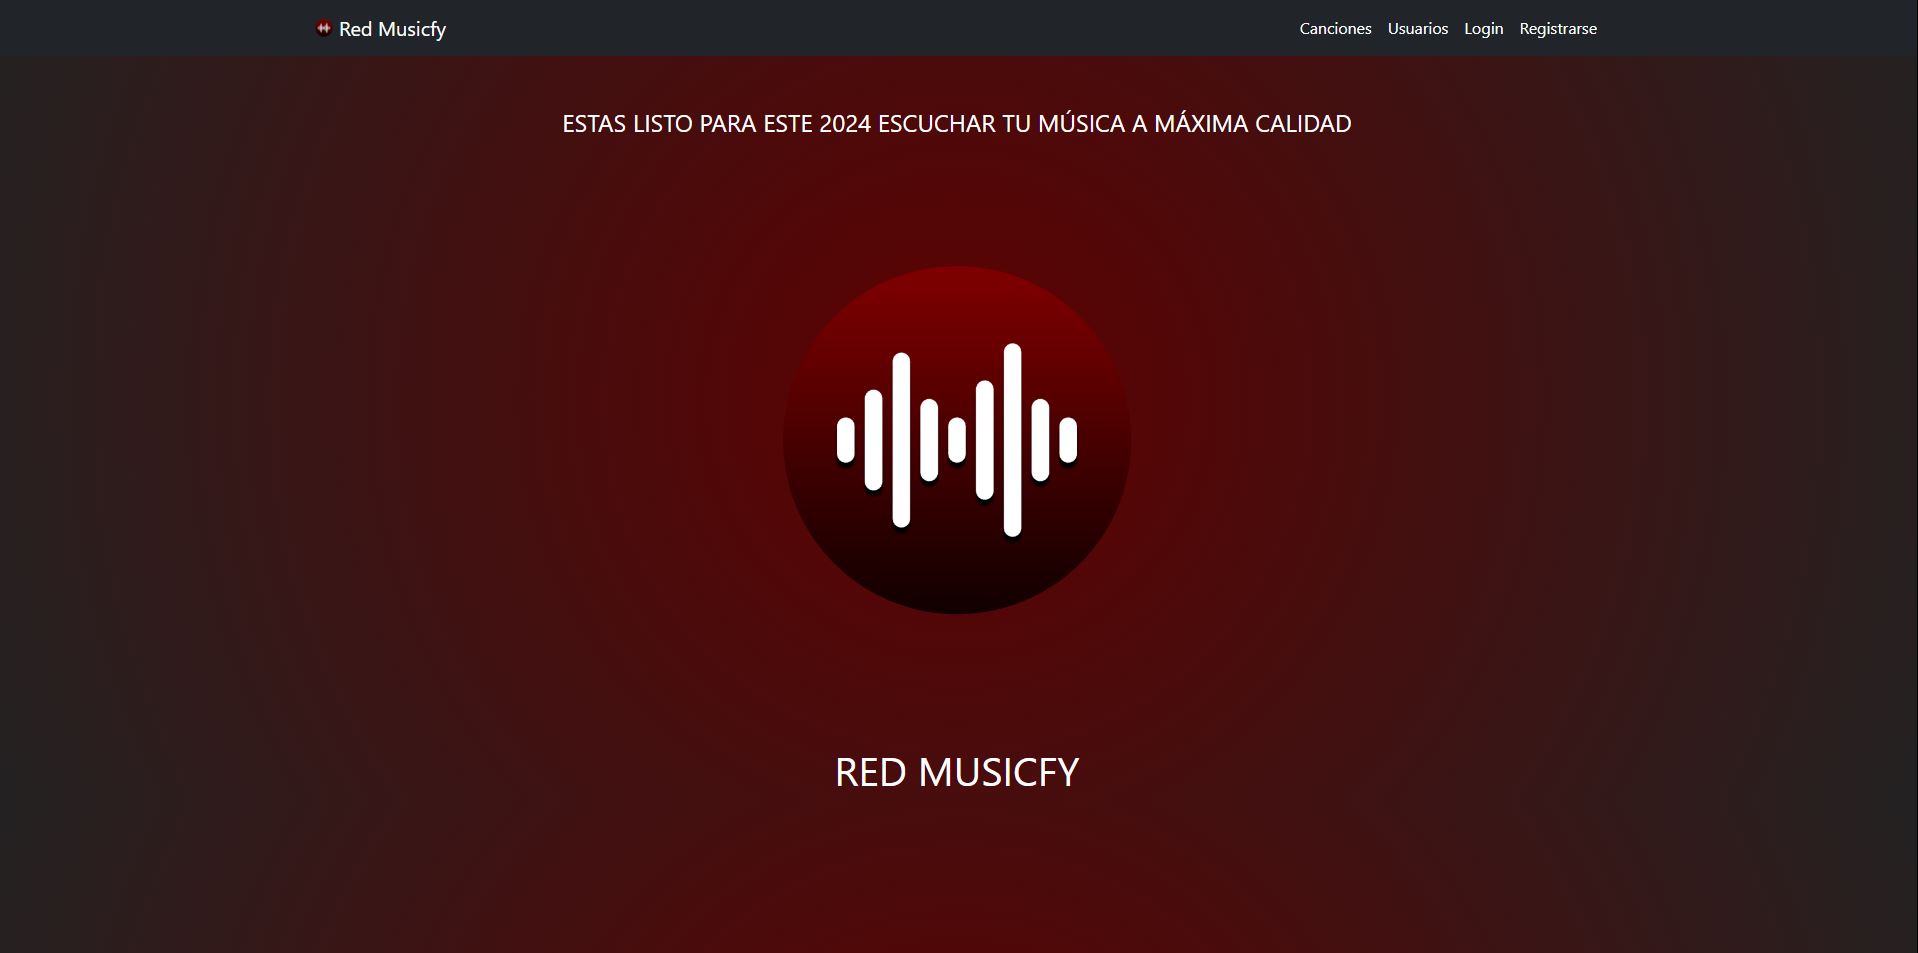 Red Musicfy
Canciones Usuarios Login Registrarse
ESTAS LISTO PARA ESTE 2024 ESCUCHAR TU MÚSICA A MÁXIMA CALIDAD
RED MUSICFY